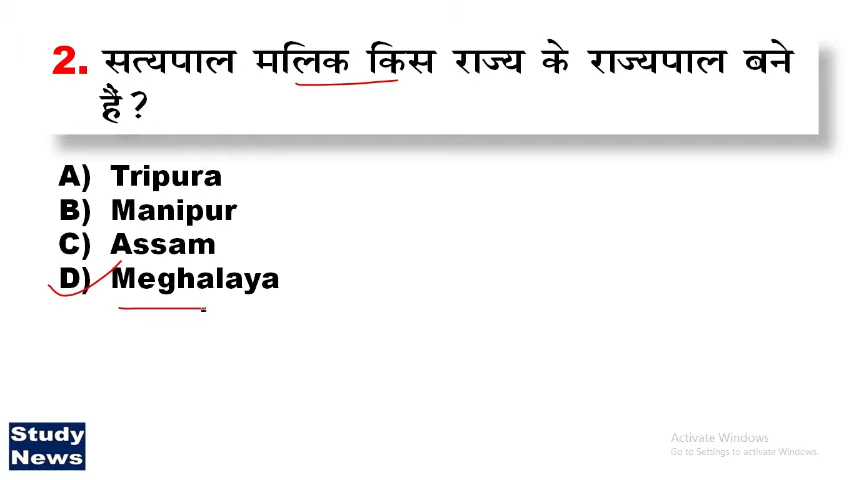 2. सत्यपाल मलिक किस राज्य के राज्यपाल बने
हैं?
A) Tripura
B) Manipur
C) Assam
D) Meghalaya
Study
News
Activate Windows
Go to Settings to activate Windows.